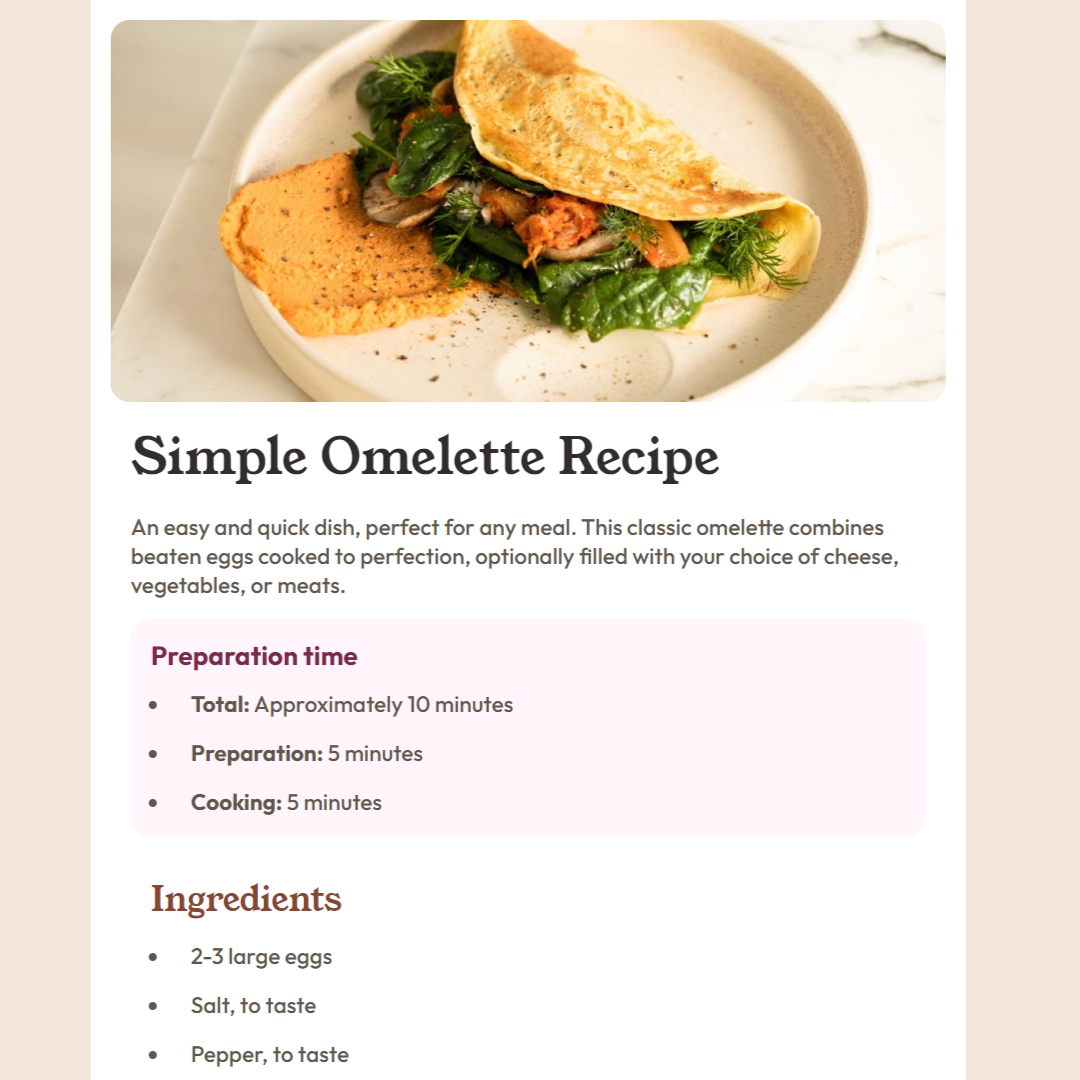 Simple Omelette Recipe
An easy and quick dish, perfect for any meal. This classic omelette combines
beaten eggs cooked to perfection, optionally filled with your choice of cheese,
vegetables, or meats.
Preparation time
• Total: Approximately 10 minutes
• Preparation: 5 minutes
• Cooking: 5 minutes
Ingredients
• 2-3 large eggs
• Salt, to taste
• Pepper, to taste